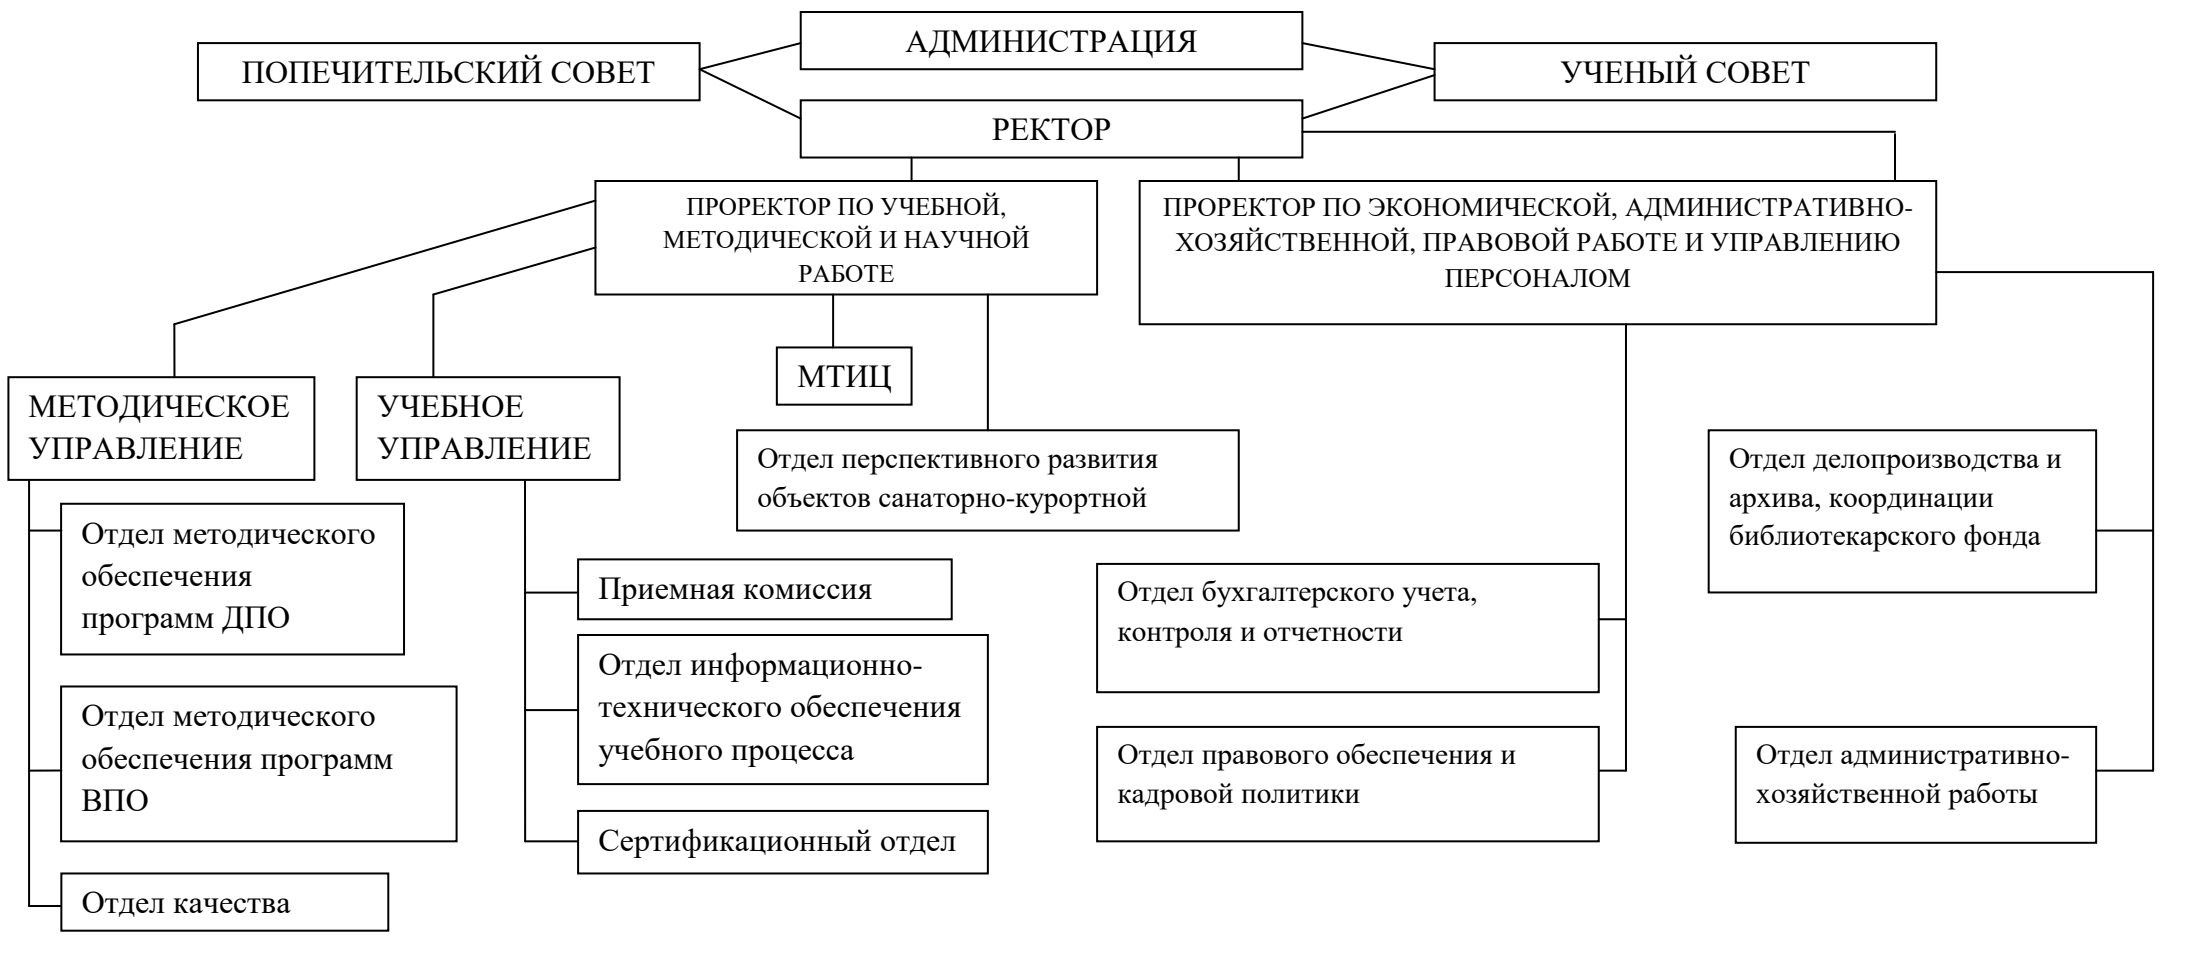 АДМИНИСТРАЦИЯ
ПОПЕЧИТЕЛЬСКИЙ СОВЕТ
УЧЕНЫЙ СОВЕТ
РЕКТОР
ПРОРЕКТОР ПО УЧЕБНОЙ,
МЕТОДИЧЕСКОЙ И НАУЧНОЙ
РАБОТЕ
ПРОРЕКТОР ПО ЭКОНОМИЧЕСКОЙ, АДМИНИСТРАТИВНО-
ХОЗЯЙСТВЕННОЙ, ПРАВОВОЙ РАБОТЕ И УПРАВЛЕНИЮ
ПЕРСОНАЛОМ
МТИЦ
МЕТОДИЧЕСКОЕ
УПРАВЛЕНИЕ
УЧЕБНОЕ
УПРАВЛЕНИЕ
Отдел перспективного развития
объектов санаторно-курортной
Отдел делопроизводства и
архива, координации
библиотекарского фонда
Отдел методического
обеспечения
программ ДПО
Приемная комиссия
Отдел бухгалтерского учета,
контроля и отчетности
Отдел информационно-
технического обеспечения
учебного процесса
Отдел методического
обеспечения программ
ВПО
Отдел правового обеспечения и
кадровой политики
Отдел административно-
хозяйственной работы
Сертификационный отдел
Отдел качества